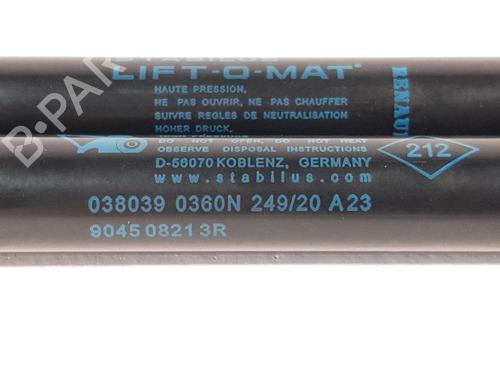 STABILUS
LIFT-O-MAT®
HAUTE PRESSION,
NE PAS OUVRIR, NE PAS CHAUFFER
SUIVRE REGLES DE NEUTRALISATION
HOHER DRUCK,
RENAULT
DO NOT OPEN, DO NOT HEAT
OBSERVE DISPOSAL INSTRUCTIONS
D-56070 KOBLENZ, GERMANY
www.stabilus.com
212
038039 0360N 249/20 A23
9045 0821 3R
B-PARTS